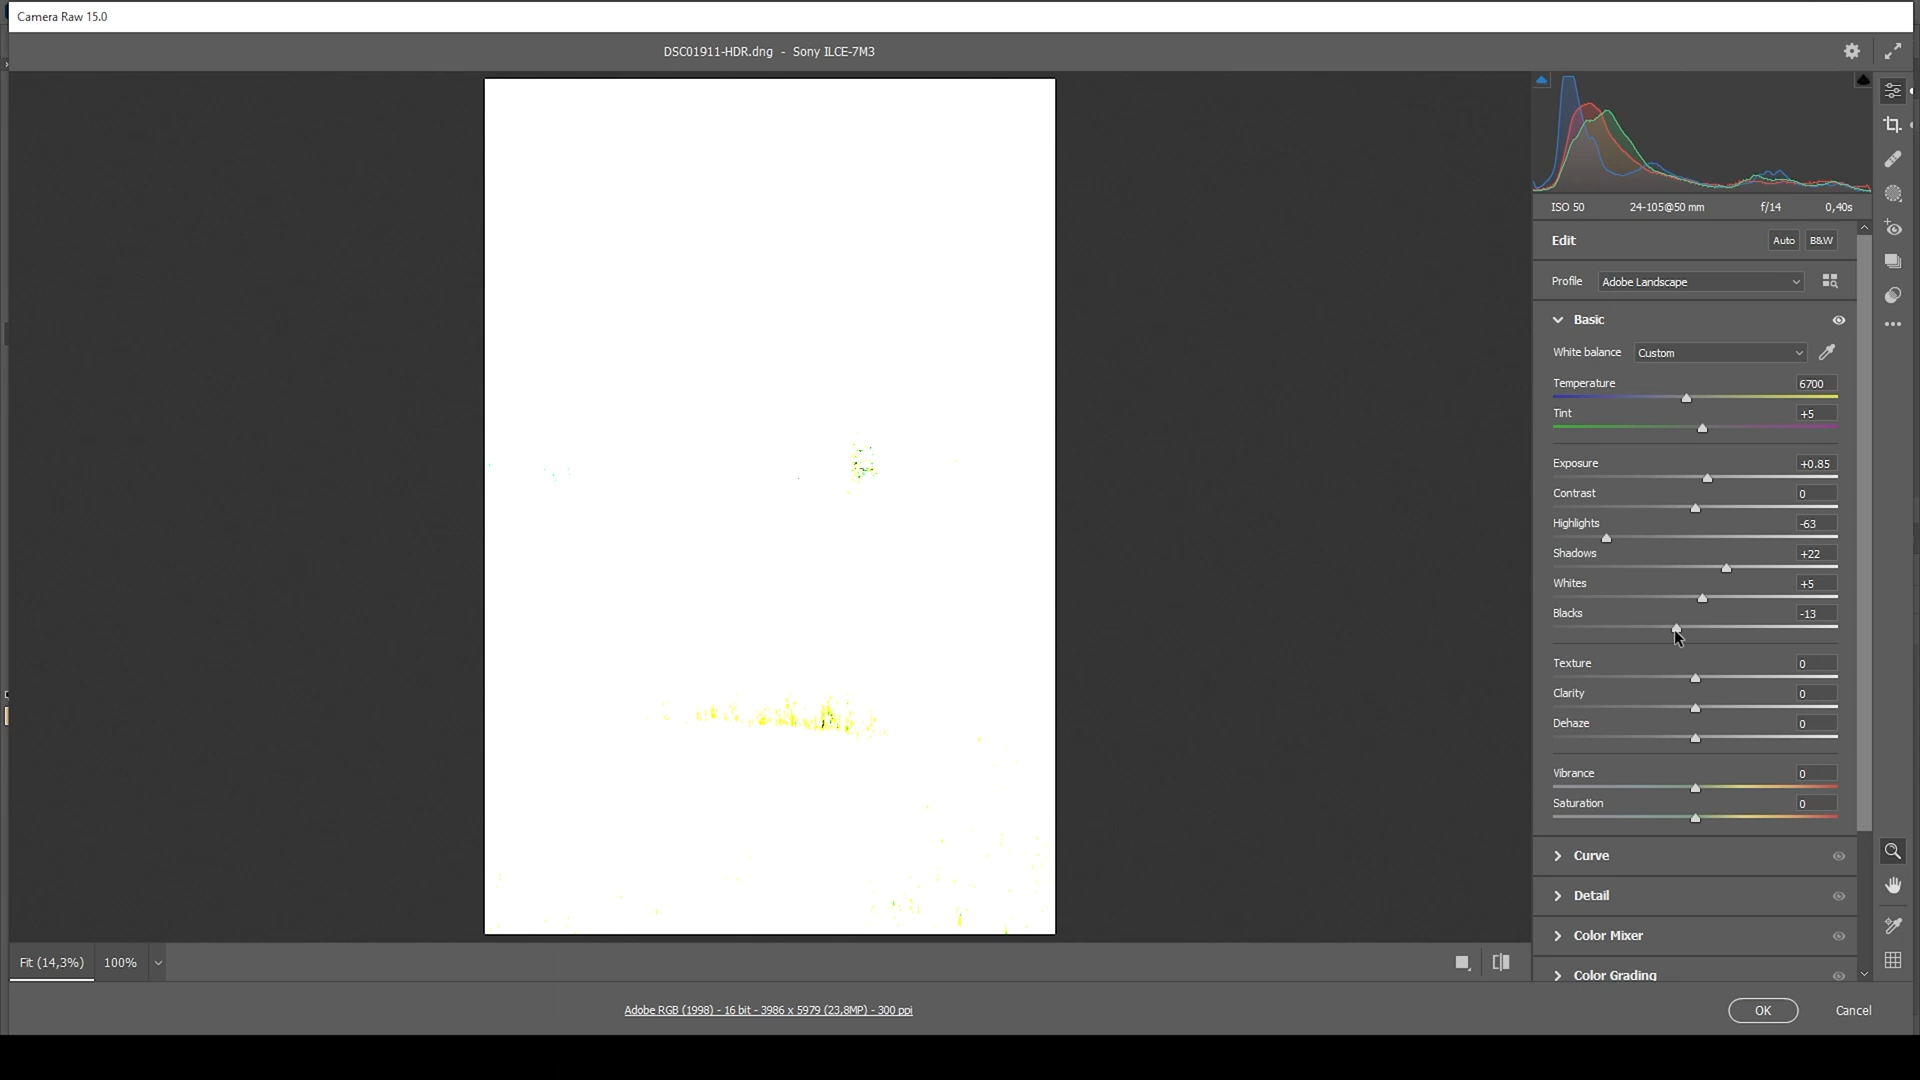 Camera Raw 15.0
DSC01911-HDR.dng - Sony ILCE-7M3
ISO 50 24-105@50 mm f/14 0,40s
Edit Auto B&W
Profile Adobe Landscape
Basic
White balance Custom
Temperature 6700
Tint +5
Exposure +0.85
Contrast 0
Highlights -63
Shadows +22
Whites +5
Blacks -13
Texture 0
Clarity 0
Dehaze 0
Vibrance 0
Saturation 0
Curve
Detail
Color Mixer
Color Grading
Fit (14,3%) 100%
Adobe RGB (1998) - 16 bit - 3986 x 5979 (23,8MP) - 300 ppi
OK Cancel